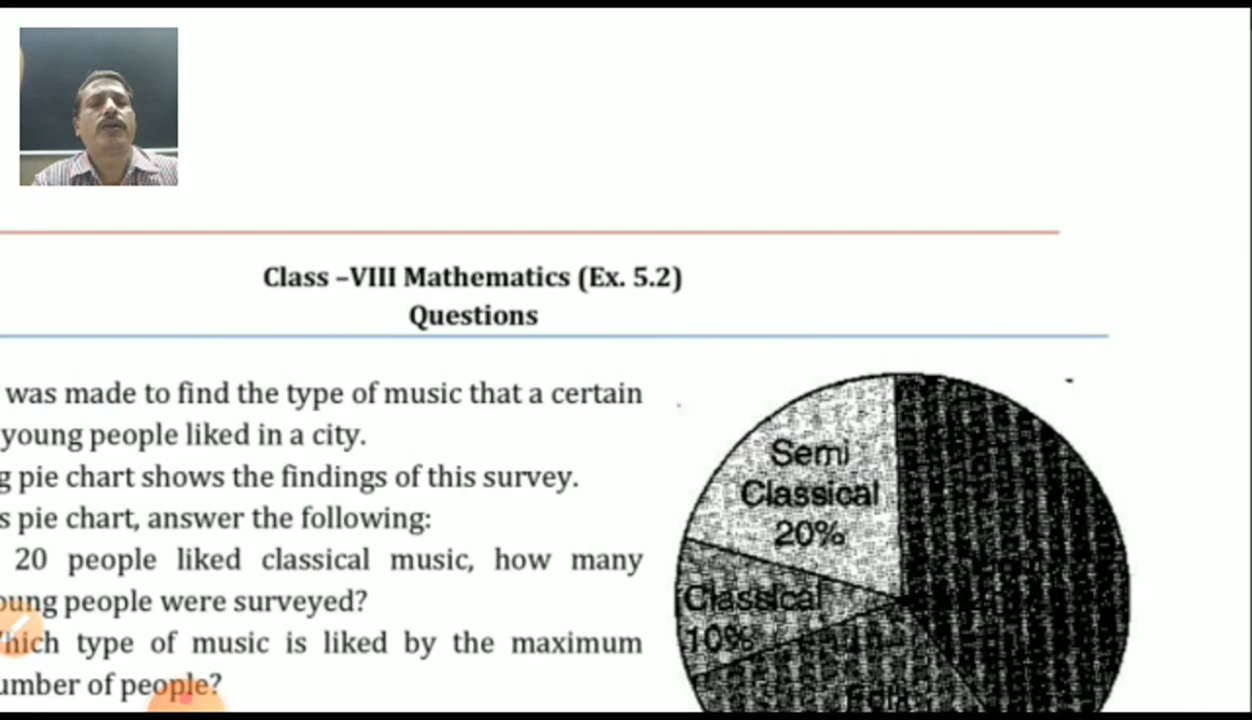 Class –VIII Mathematics (Ex. 5.2)
Questions
was made to find the type of music that a certain
young people liked in a city.
g pie chart shows the findings of this survey.
s pie chart, answer the following:
20 people liked classical music, how many
oung people were surveyed?
hich type of music is liked by the maximum
umber of people?
Semi
Classical
20%
Classical
10%